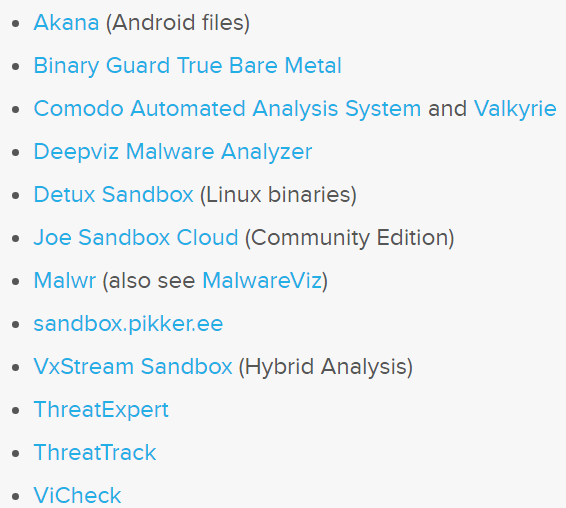 Akana (Android files)
Binary Guard True Bare Metal
Comodo Automated Analysis System and Valkyrie
Deepviz Malware Analyzer
Detux Sandbox (Linux binaries)
Joe Sandbox Cloud (Community Edition)
Malwr (also see MalwareViz)
sandbox.pikker.ee
VxStream Sandbox (Hybrid Analysis)
ThreatExpert
ThreatTrack
ViCheck